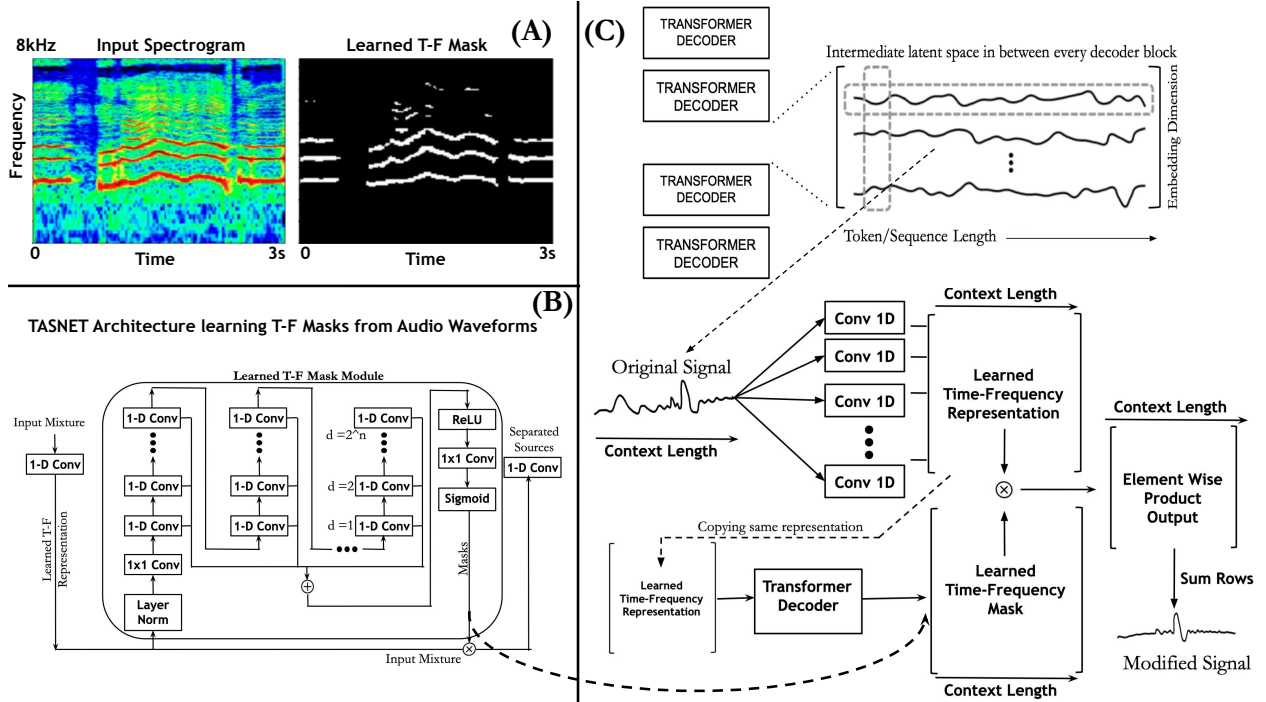 (A)
8kHz
Input Spectrogram
Learned T-F Mask
Frequency
0
Time
3s
0
Time
3s
(B)
TASNET Architecture learning T-F Masks from Audio Waveforms
Learned T-F Mask Module
Input Mixture
1-D Conv
Learned T-F
Representation
1-D Conv
1-D Conv
1-D Conv
1x1 Conv
Layer
Norm
1-D Conv
1-D Conv
1-D Conv
1-D Conv
d =2^n
d =2
1-D Conv
d =1
1-D Conv
ReLU
1x1 Conv
Sigmoid
Masks
Separated
Sources
1-D Conv
Input Mixture
(C)
TRANSFORMER
DECODER
TRANSFORMER
DECODER
TRANSFORMER
DECODER
TRANSFORMER
DECODER
Intermediate latent space in between every decoder block
Embedding Dimension
Token/Sequence Length
Original Signal
Context Length
Conv 1D
Conv 1D
Conv 1D
Conv 1D
Context Length
Learned
Time-Frequency
Representation
Copying same representation
Learned
Time-Frequency
Representation
Transformer
Decoder
Learned
Time-Frequency
Mask
Context Length
Context Length
Element Wise
Product
Output
Sum Rows
Modified Signal